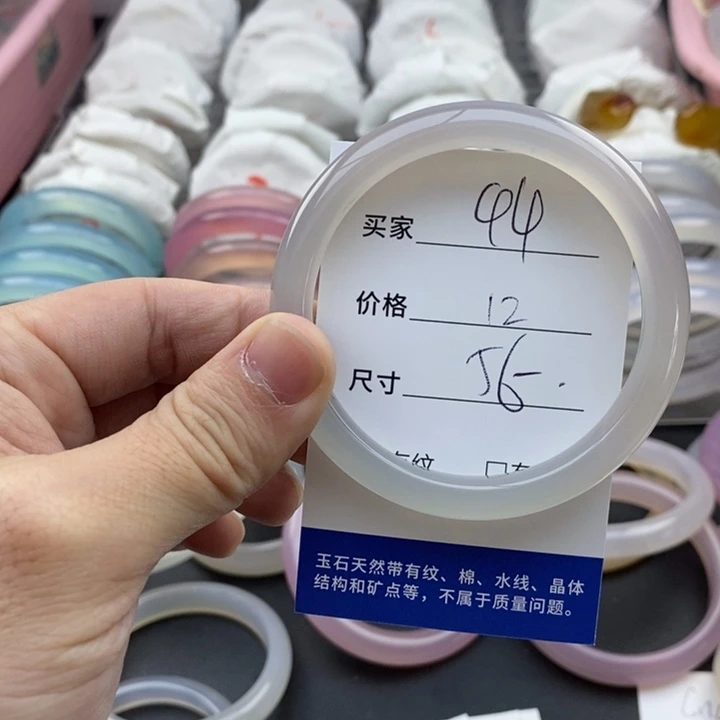 买家 44
价格 12
尺寸 56.
玉石天然带有纹、棉、水线、晶体
结构和矿点等，不属于质量问题。